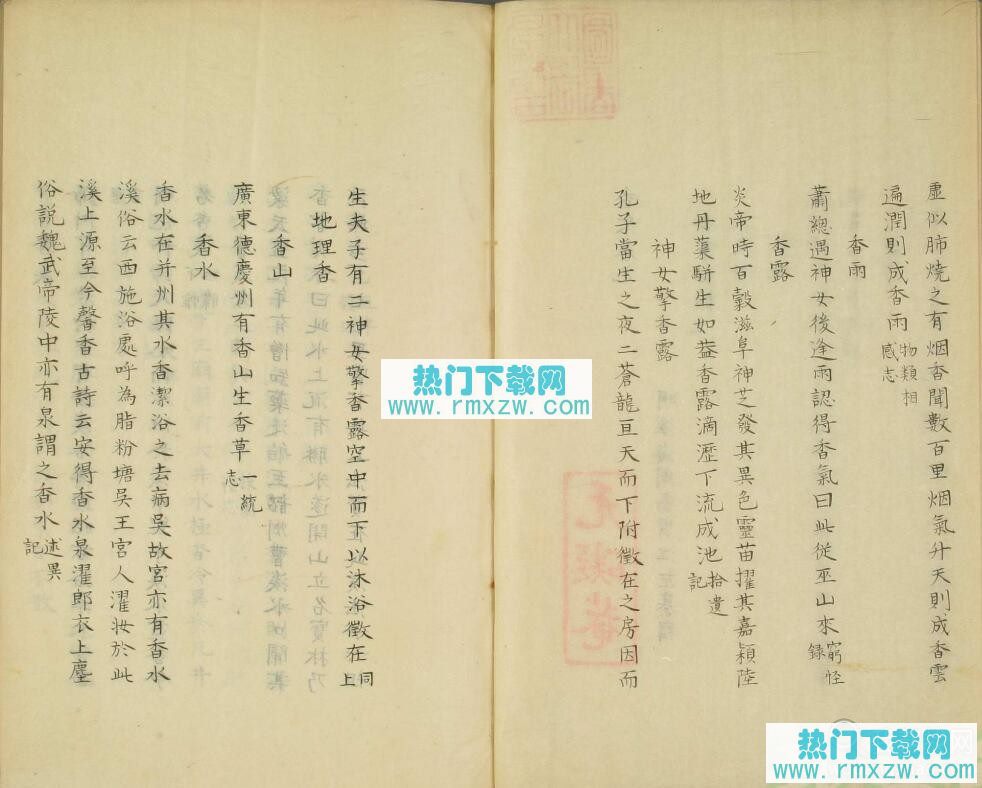 虛似肺燒之有烟香聞數百里烟氣升天則成香雲
遍潤則成香雨物類相感志
香雨
蕭總遇神女後逢雨認得香氣曰此從巫山來窮怪録
香露
炎帝時百穀滋阜神芝發其異色靈苗擢其嘉穎陸
地丹蕖駢生如葢香露滴瀝下流成池拾遺記
神女擎香露
孔子當生之夜二蒼龍亘天而下附徵在之房因而
生夫子有二神女擎香露空中而下以沐浴徵在同上
地理香
香山
廣東德慶州有香山生香草一統志
香水
香水在并州其水香潔浴之去病吳故宮亦有香水
溪俗云西施浴處呼為脂粉塘吳王宮人濯妝於此
溪上源至今馨香古詩云安得香水泉濯郎衣上塵
俗説魏武帝陵中亦有泉謂之香水述異記
热门下载网
www.rmxzw.com
热门下载网
www.rmxzw.com